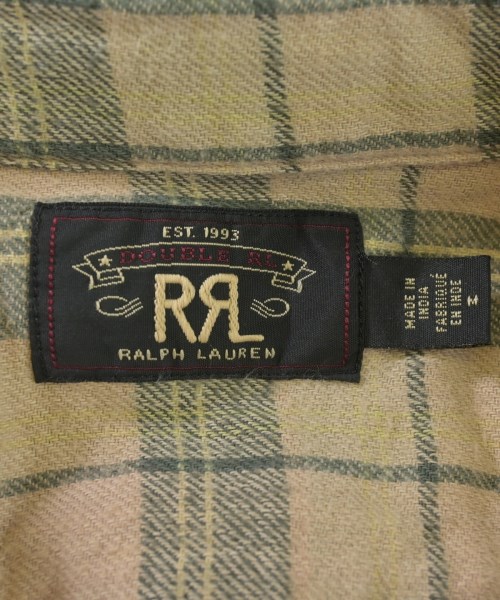 EST. 1993
DOUBLE RL
RRL
RALPH LAUREN
MADE IN
INDIA
FABRIQUÉ
EN INDE
M